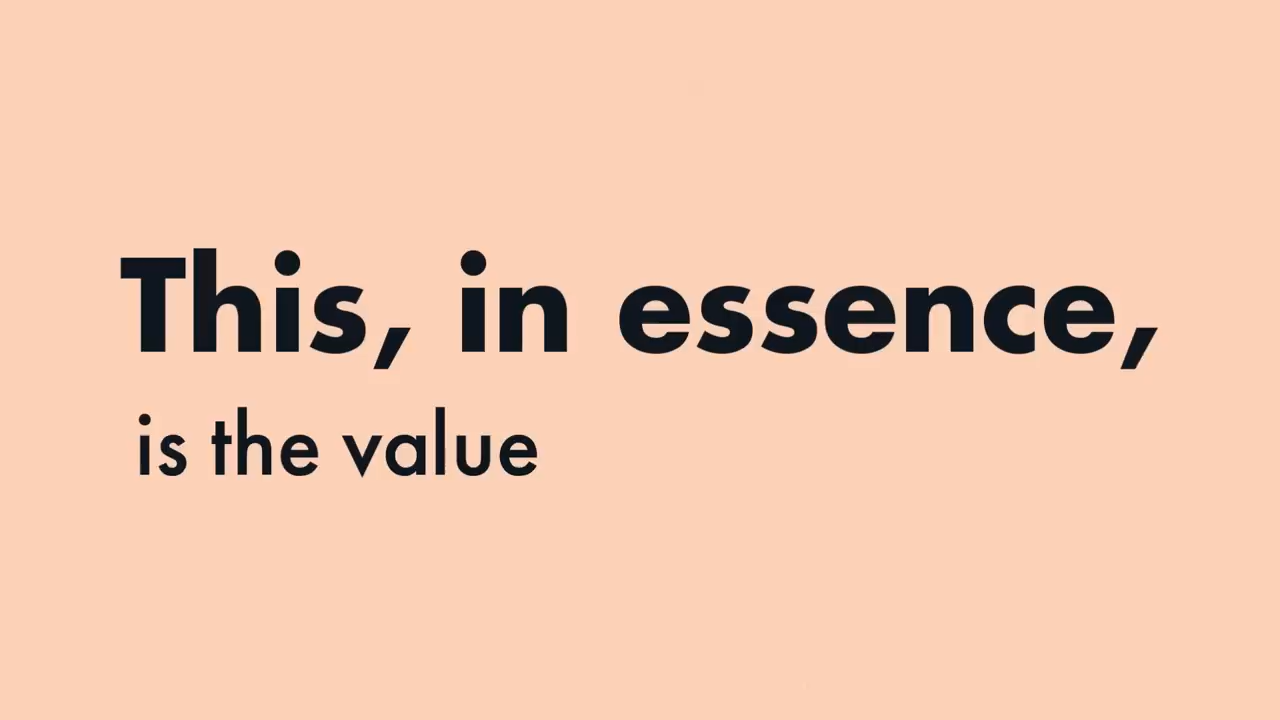 This, in essence,
is the value